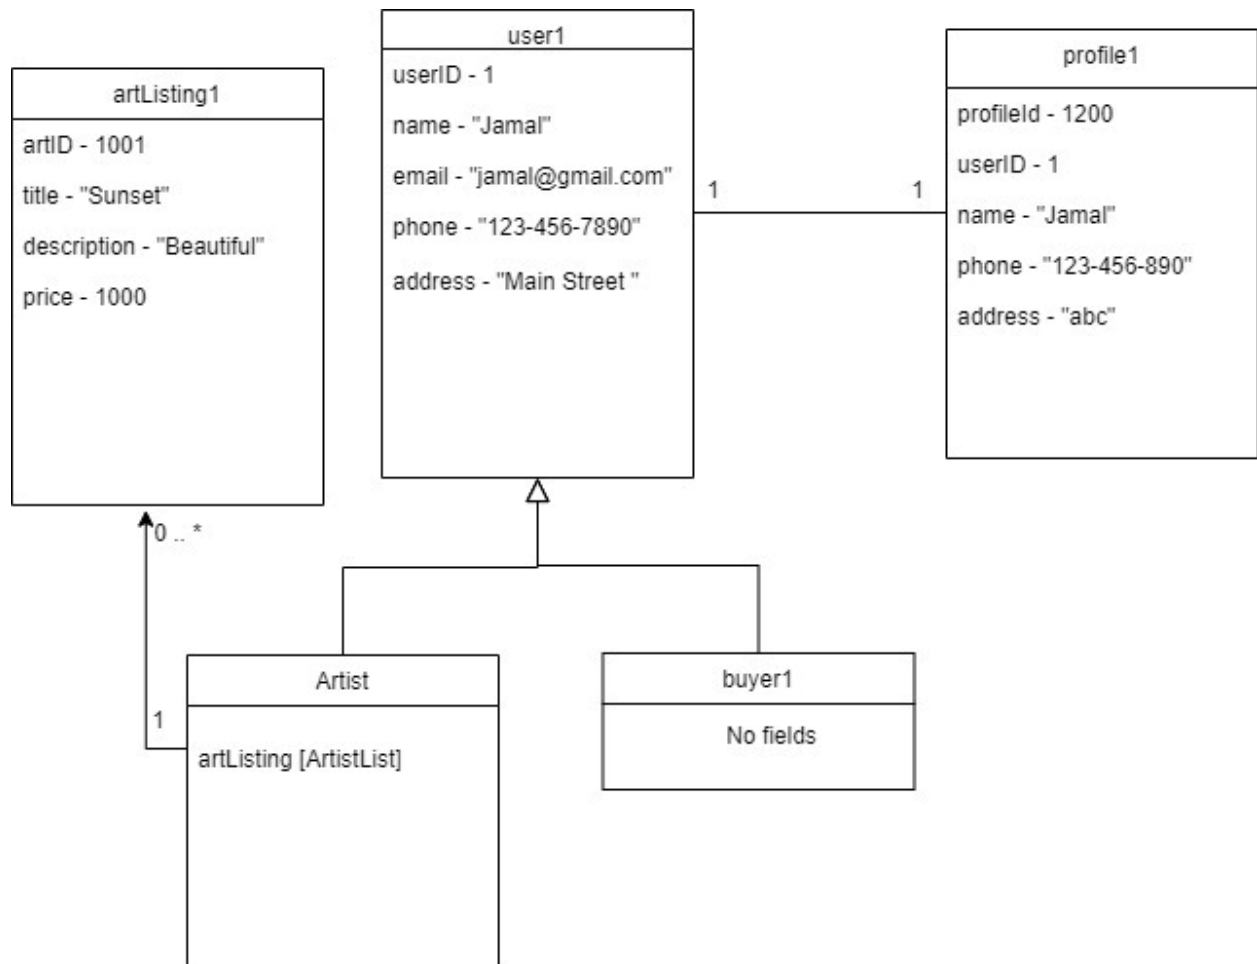 artListing1
artID - 1001
title - "Sunset"
description - "Beautiful"
price - 1000
user1
userID - 1
name - "Jamal"
email - "jamal@gmail.com"
phone - "123-456-7890"
address - "Main Street "
1
1
profile1
profileId - 1200
userID - 1
name - "Jamal"
phone - "123-456-890"
address - "abc"
0 .. *
1
Artist
artListing [ArtistList]
buyer1
No fields